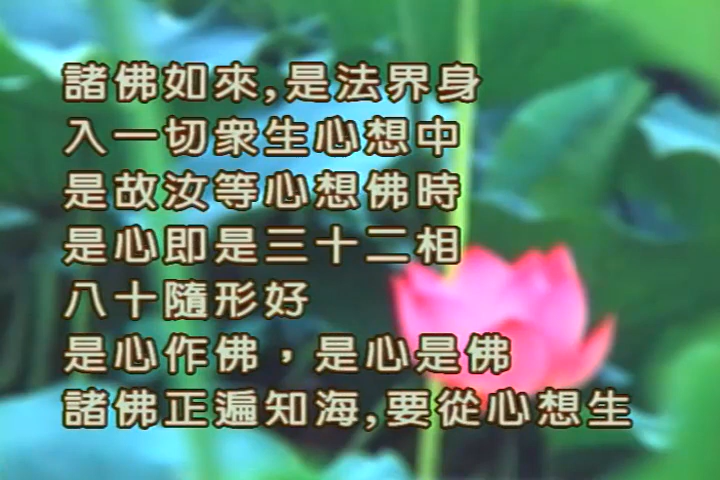 諸佛如來,是法界身
入一切衆生心想中
是故汝等心想佛時
是心即是三十二相
八十隨形好
是心作佛，是心是佛
諸佛正遍知海,要從心想生